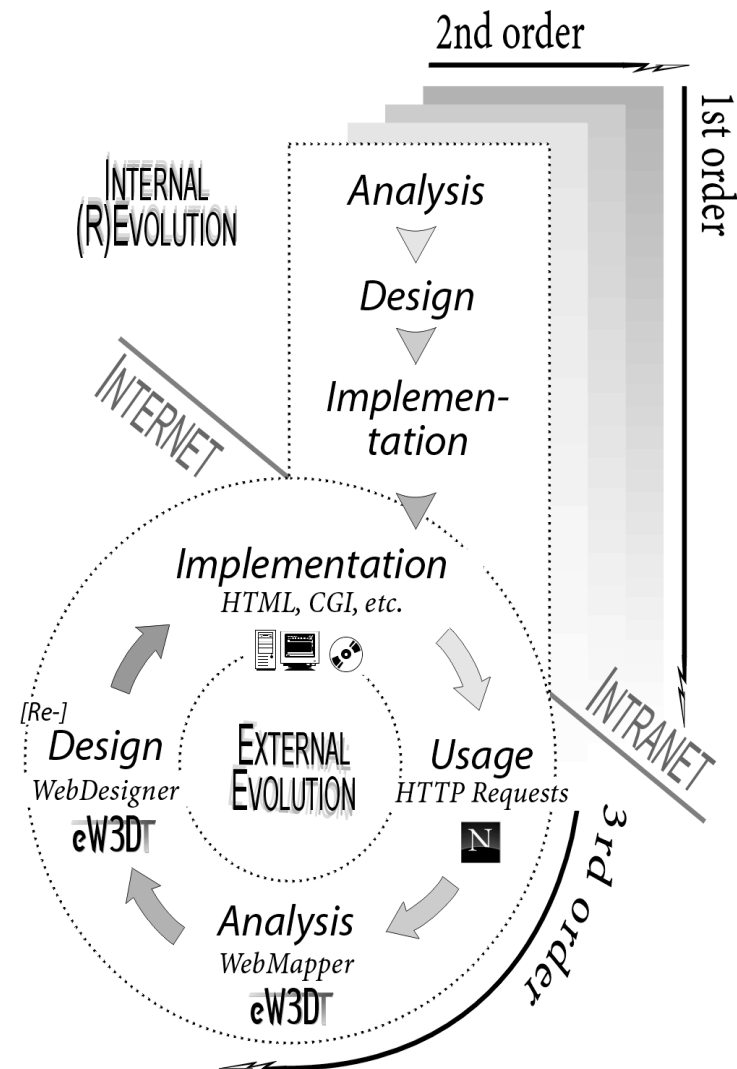 2nd order
1st order
INTERNAL
(R)EVOLUTION
Analysis
Design
Implemen-
tation
INTERNET
Implementation
HTML, CGI, etc.
[Re-]
Design
WebDesigner
eW3DT
EXTERNAL
EVOLUTION
Usage
HTTP Requests
N
INTRANET
3rd order
Analysis
WebMapper
eW3DT